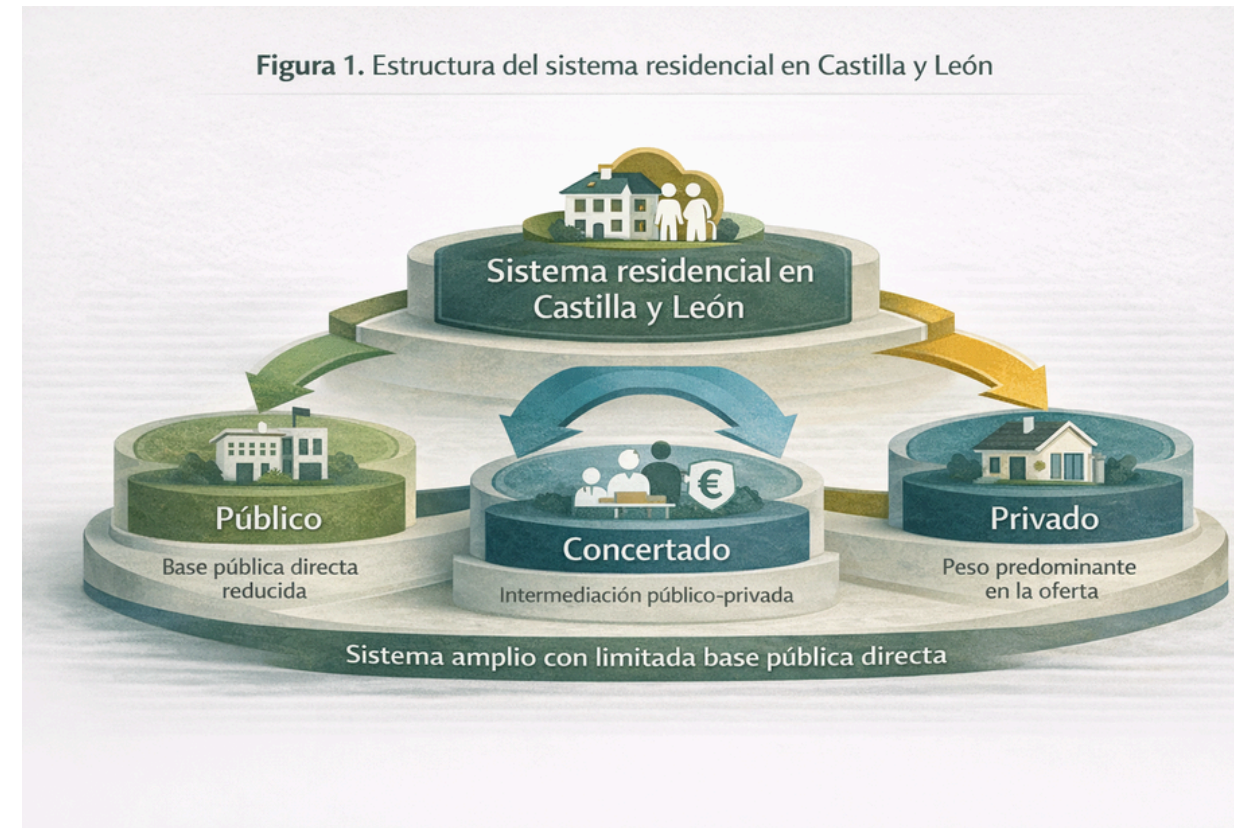 Figura 1. Estructura del sistema residencial en Castilla y León
Sistema residencial en
Castilla y León
€
Público
Base pública directa
reducida
Concertado
Intermediación público-privada
Privado
Peso predominante
en la oferta
Sistema amplio con limitada base pública directa